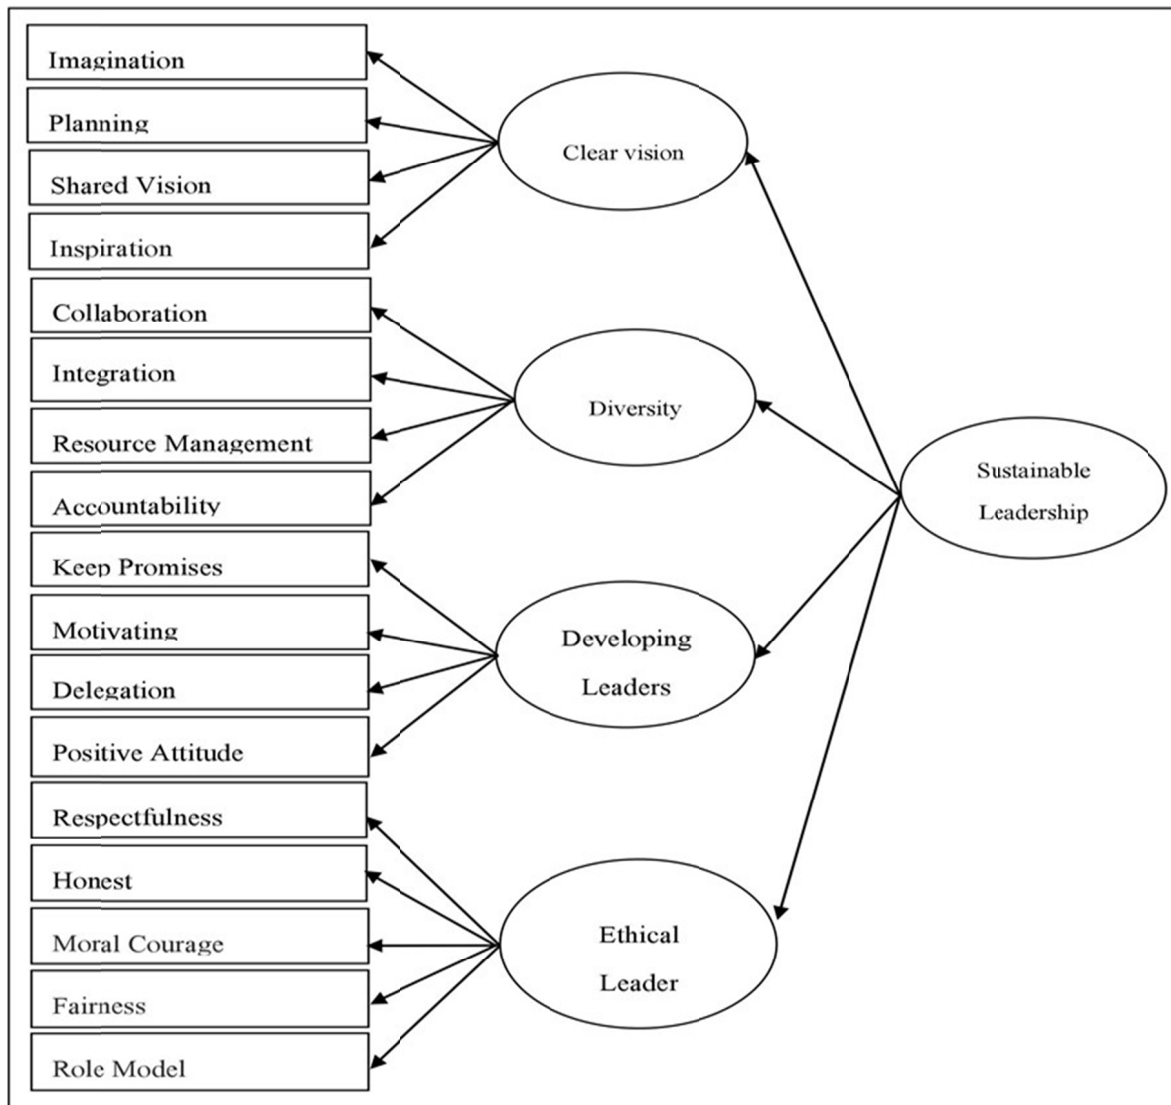 Imagination
Planning
Shared Vision
Inspiration
Collaboration
Integration
Resource Management
Accountability
Keep Promises
Motivating
Delegation
Positive Attitude
Respectfulness
Honest
Moral Courage
Fairness
Role Model
Clear vision
Diversity
Developing
Leaders
Ethical
Leader
Sustainable
Leadership